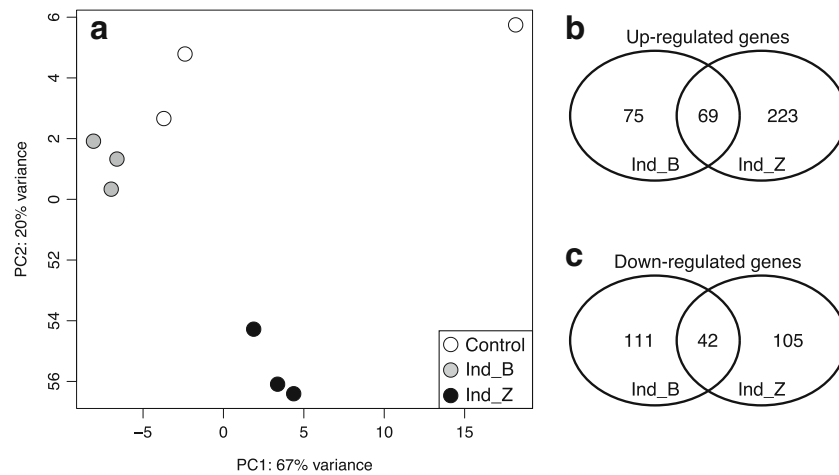 a
6
4
2
0
52
54
56
PC2: 20% variance
−5
0
5
10
15
PC1: 67% variance
Control
Ind_B
Ind_Z
b
Up-regulated genes
75
69
223
Ind_B
Ind_Z
c
Down-regulated genes
111
42
105
Ind_B
Ind_Z